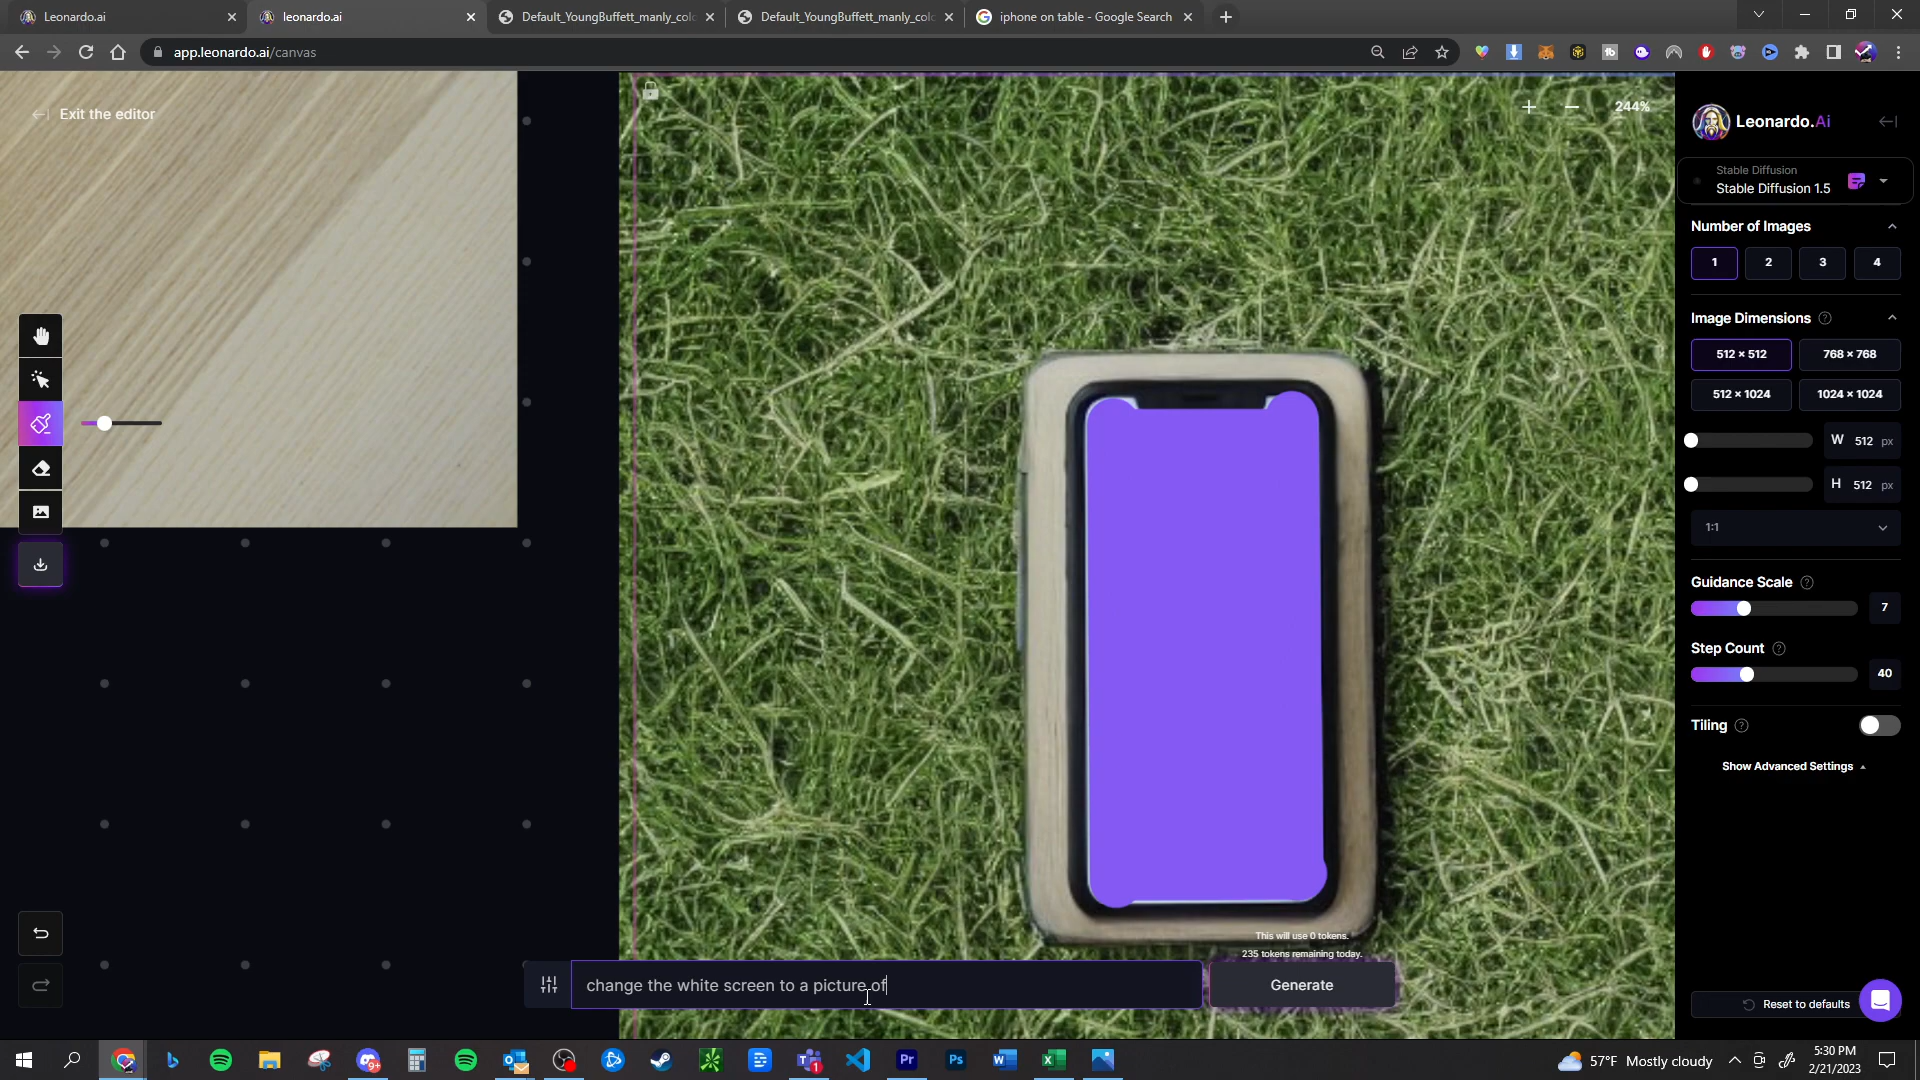 Leonardo.ai
leonardo.ai
Default_YoungBuffett_manly_colo
Default_YoungBuffett_manly_colo
iphone on table - Google Search
app.leonardo.ai/canvas
Exit the editor
244%
Leonardo.Ai
Stable Diffusion
Stable Diffusion 1.5
Number of Images
1 2 3 4
Image Dimensions
512 × 512 768 × 768
512 × 1024 1024 × 1024
W 512 px
H 512 px
1:1
Guidance Scale
7
Step Count
40
Tiling
Show Advanced Settings
This will use 0 tokens.
235 tokens remaining today.
change the white screen to a picture of
Generate
Reset to defaults
57°F Mostly cloudy
5:30 PM
2/21/2023